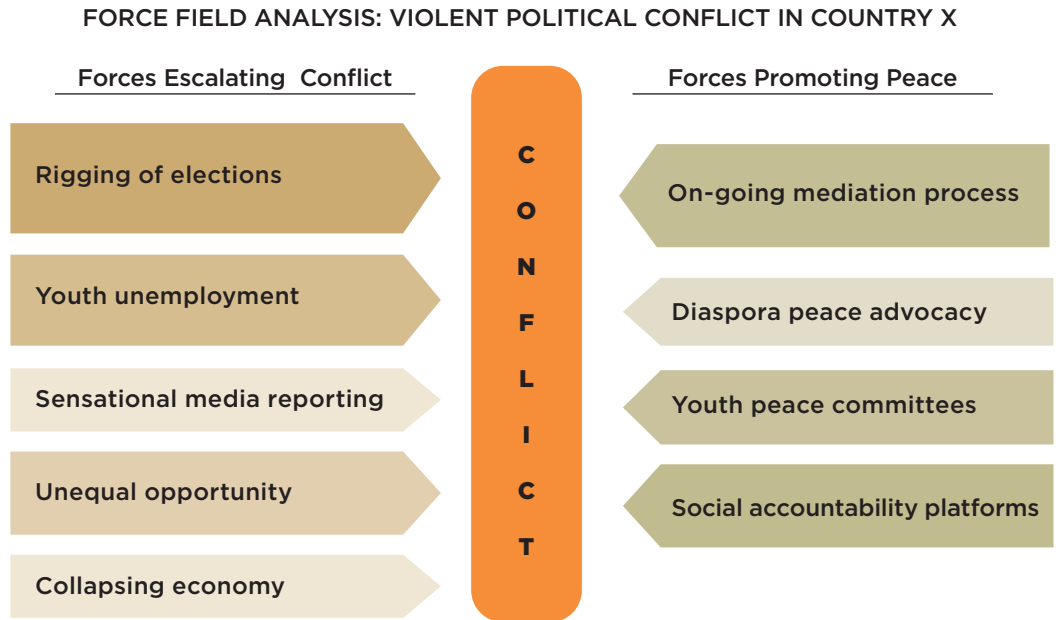 FORCE FIELD ANALYSIS: VIOLENT POLITICAL CONFLICT IN COUNTRY X
Forces Escalating Conflict
Rigging of elections
Youth unemployment
Sensational media reporting
Unequal opportunity
Collapsing economy
C
O
N
F
L
I
C
T
Forces Promoting Peace
On-going mediation process
Diaspora peace advocacy
Youth peace committees
Social accountability platforms